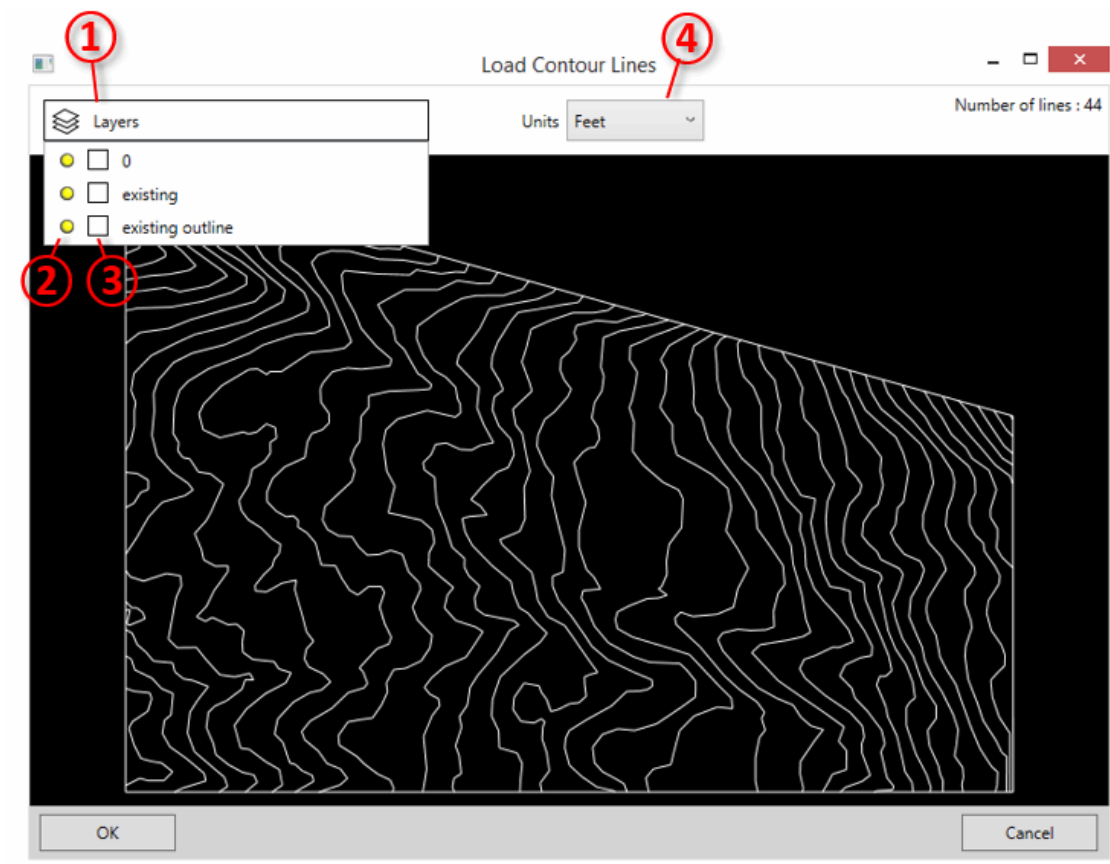 1
4
Load Contour Lines
Layers
Units Feet
Number of lines : 44
0
existing
existing outline
2 3
OK
Cancel